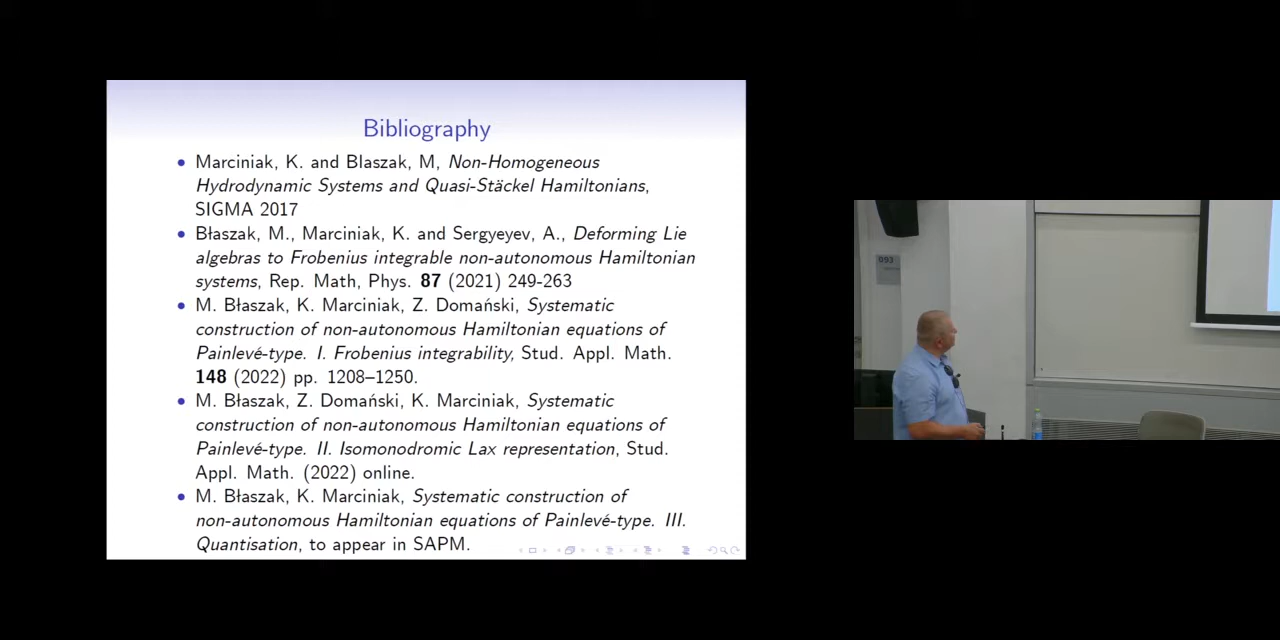 Bibliography
• Marciniak, K. and Blaszak, M, Non-Homogeneous
Hydrodynamic Systems and Quasi-Stäckel Hamiltonians,
SIGMA 2017
• Błaszak, M., Marciniak, K. and Sergyeyev, A., Deforming Lie
algebras to Frobenius integrable non-autonomous Hamiltonian
systems, Rep. Math, Phys. 87 (2021) 249-263
• M. Błaszak, K. Marciniak, Z. Domański, Systematic
construction of non-autonomous Hamiltonian equations of
Painlevé-type. I. Frobenius integrability, Stud. Appl. Math.
148 (2022) pp. 1208–1250.
• M. Błaszak, Z. Domański, K. Marciniak, Systematic
construction of non-autonomous Hamiltonian equations of
Painlevé-type. II. Isomonodromic Lax representation, Stud.
Appl. Math. (2022) online.
• M. Błaszak, K. Marciniak, Systematic construction of
non-autonomous Hamiltonian equations of Painlevé-type. III.
Quantisation, to appear in SAPM.
093